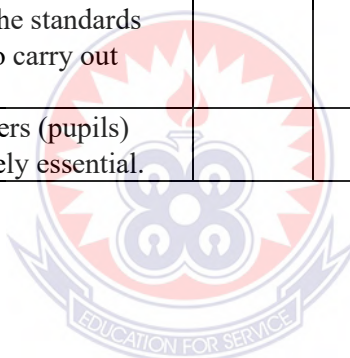 he standards
o carry out
ers (pupils)
ely essential.
EDUCATION FOR SERVICE